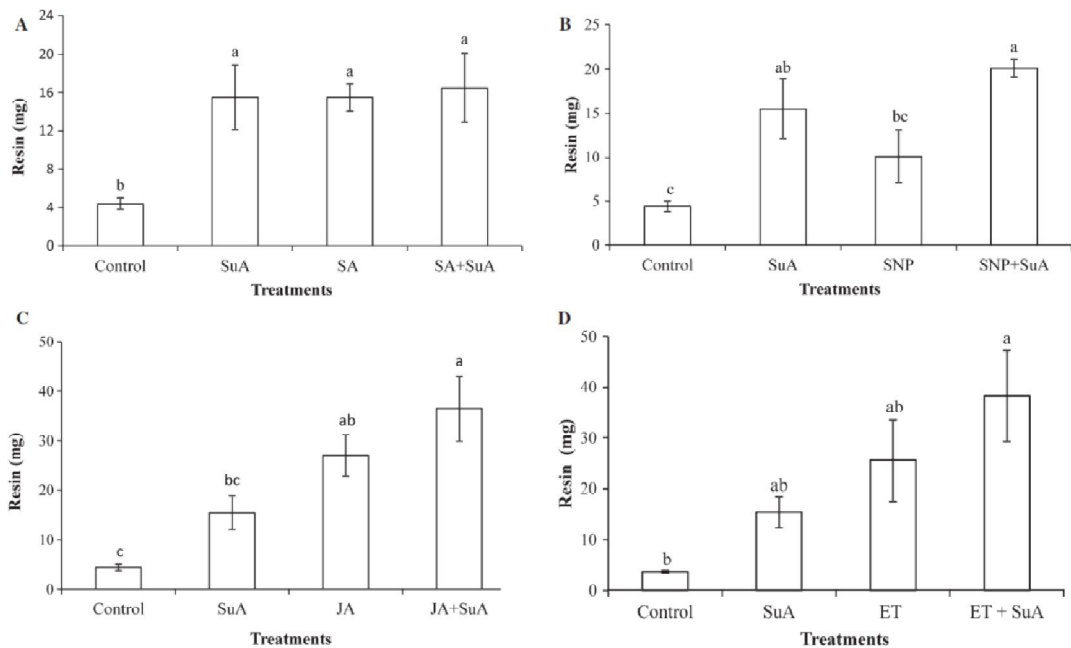 A
Resin (mg)
24
20
16
12
8
4
0
b
a
a
a
Control SuA SA SA+SuA
Treatments
B
Resin (mg)
25
20
15
10
5
0
c
ab
bc
a
Control SuA SNP SNP+SuA
Treatments
C
Resin (mg)
50
40
30
20
10
0
c
bc
ab
a
Control SuA JA JA+SuA
Treatments
D
Resin (mg)
50
40
30
20
10
0
b
ab
ab
a
Control SuA ET ET + SuA
Treatments